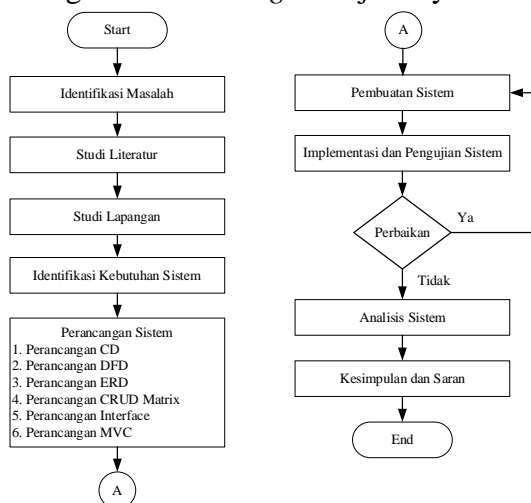 Start
Identifikasi Masalah
Studi Literatur
Studi Lapangan
Identifikasi Kebutuhan Sistem
Perancangan Sistem
1. Perancangan CD
2. Perancangan DFD
3. Perancangan ERD
4. Perancangan CRUD Matrix
5. Perancangan Interface
6. Perancangan MVC
A
A
Pembuatan Sistem
Implementasi dan Pengujian Sistem
Perbaikan
Ya
Tidak
Analisis Sistem
Kesimpulan dan Saran
End